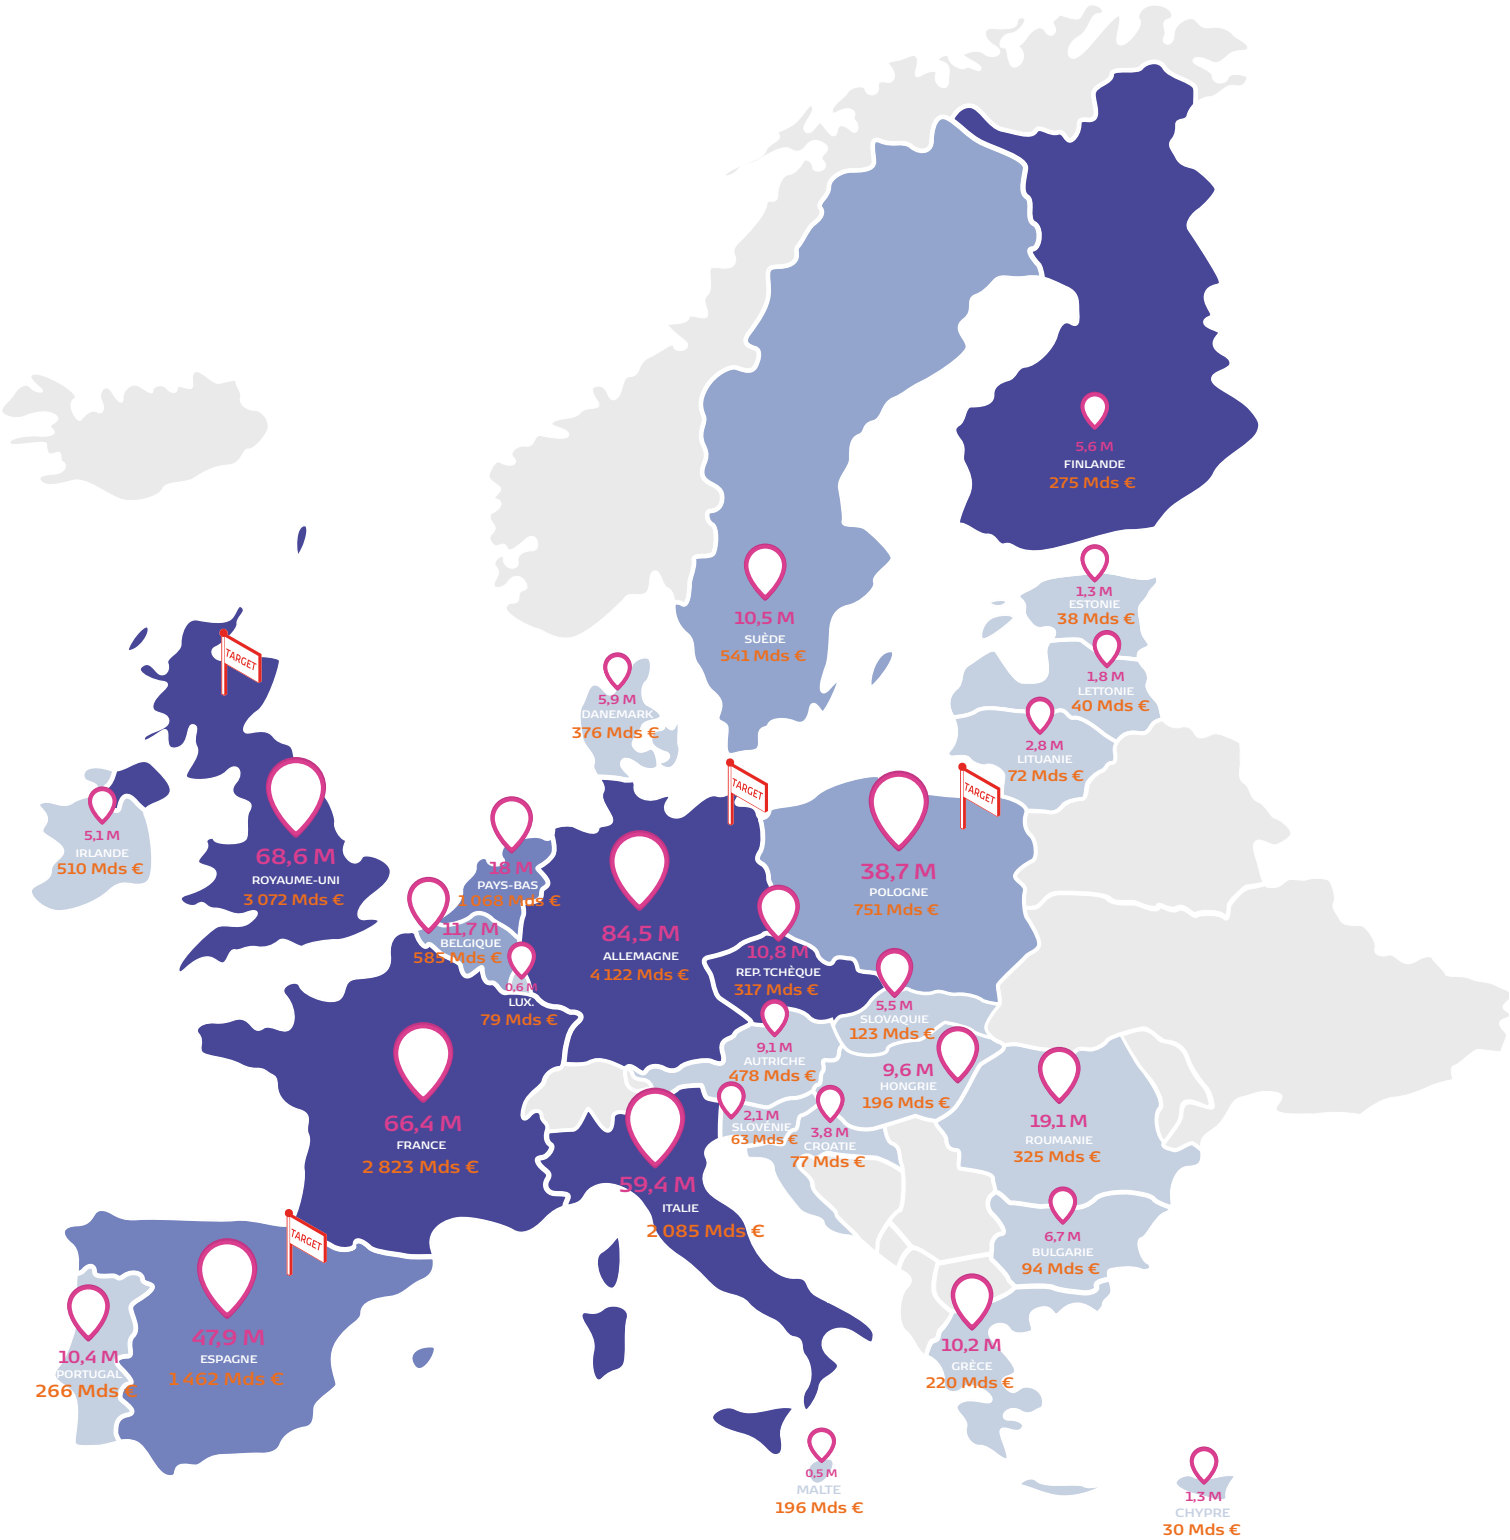 5,6 M
FINLANDE
275 Mds €
1,3 M
ESTONIE
38 Mds €
10,5 M
SUÈDE
541 Mds €
TARGET
1,8 M
LETTONIE
40 Mds €
5,9 M
DANEMARK
376 Mds €
2,8 M
LITUANIE
72 Mds €
TARGET
TARGET
5,1 M
IRLANDE
510 Mds €
68,6 M
ROYAUME-UNI
3 072 Mds €
18 M
PAYS-BAS
1 068 Mds €
38,7 M
POLOGNE
751 Mds €
11,7 M
BELGIQUE
585 Mds €
84,5 M
ALLEMAGNE
4 122 Mds €
10,8 M
REP. TCHÈQUE
317 Mds €
0,6 M
LUX.
79 Mds €
5,5 M
SLOVAQUIE
123 Mds €
9,1 M
AUTRICHE
478 Mds €
9,6 M
HONGRIE
196 Mds €
66,4 M
FRANCE
2 823 Mds €
2,1 M
SLOVÉNIE
63 Mds €
3,8 M
CROATIE
77 Mds €
19,1 M
ROUMANIE
325 Mds €
59,4 M
ITALIE
2 085 Mds €
TARGET
6,7 M
BULGARIE
94 Mds €
47,9 M
ESPAGNE
1 462 Mds €
10,4 M
PORTUGAL
266 Mds €
10,2 M
GRÈCE
220 Mds €
0,5 M
MALTE
196 Mds €
1,3 M
CHYPRE
30 Mds €